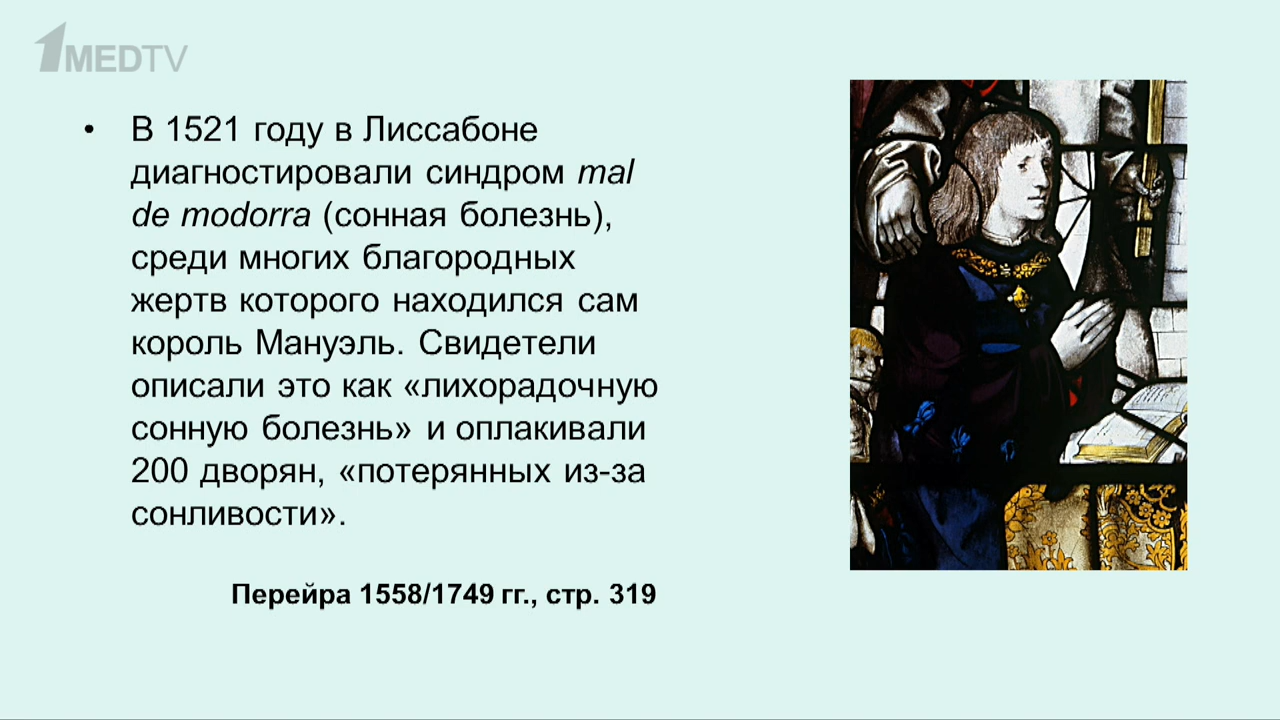 1MEDTV
• В 1521 году в Лиссабоне
диагностировали синдром mal
de modorra (сонная болезнь),
среди многих благородных
жертв которого находился сам
король Мануэль. Свидетели
описали это как «лихорадочную
сонную болезнь» и оплакивали
200 дворян, «потерянных из-за
сонливости».
Перейра 1558/1749 гг., стр. 319